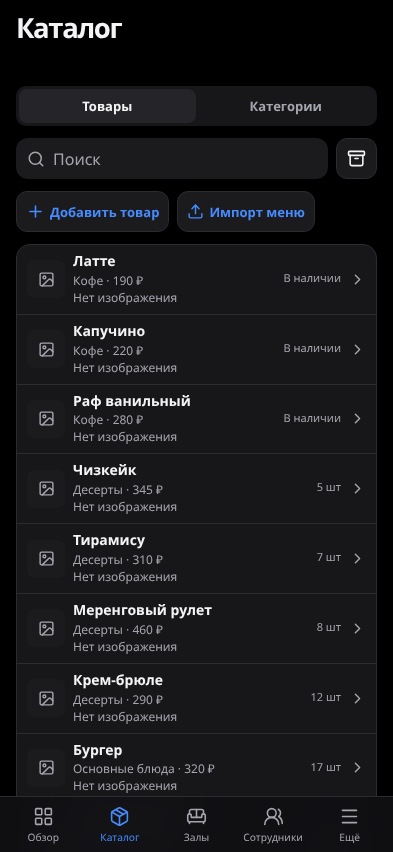 Каталог
Товары
Категории
Поиск
Добавить товар
Импорт меню
Латте
Кофе · 190 ₽
Нет изображения
В наличии
Капучино
Кофе · 220 ₽
Нет изображения
В наличии
Раф ванильный
Кофе · 280 ₽
Нет изображения
В наличии
Чизкейк
Десерты · 345 ₽
Нет изображения
5 шт
Тирамису
Десерты · 310 ₽
Нет изображения
7 шт
Меренговый рулет
Десерты · 460 ₽
Нет изображения
8 шт
Крем-брюле
Десерты · 290 ₽
Нет изображения
12 шт
Бургер
Основные блюда · 320 ₽
Нет изображения
17 шт
Обзор
Каталог
Залы
Сотрудники
Ещё